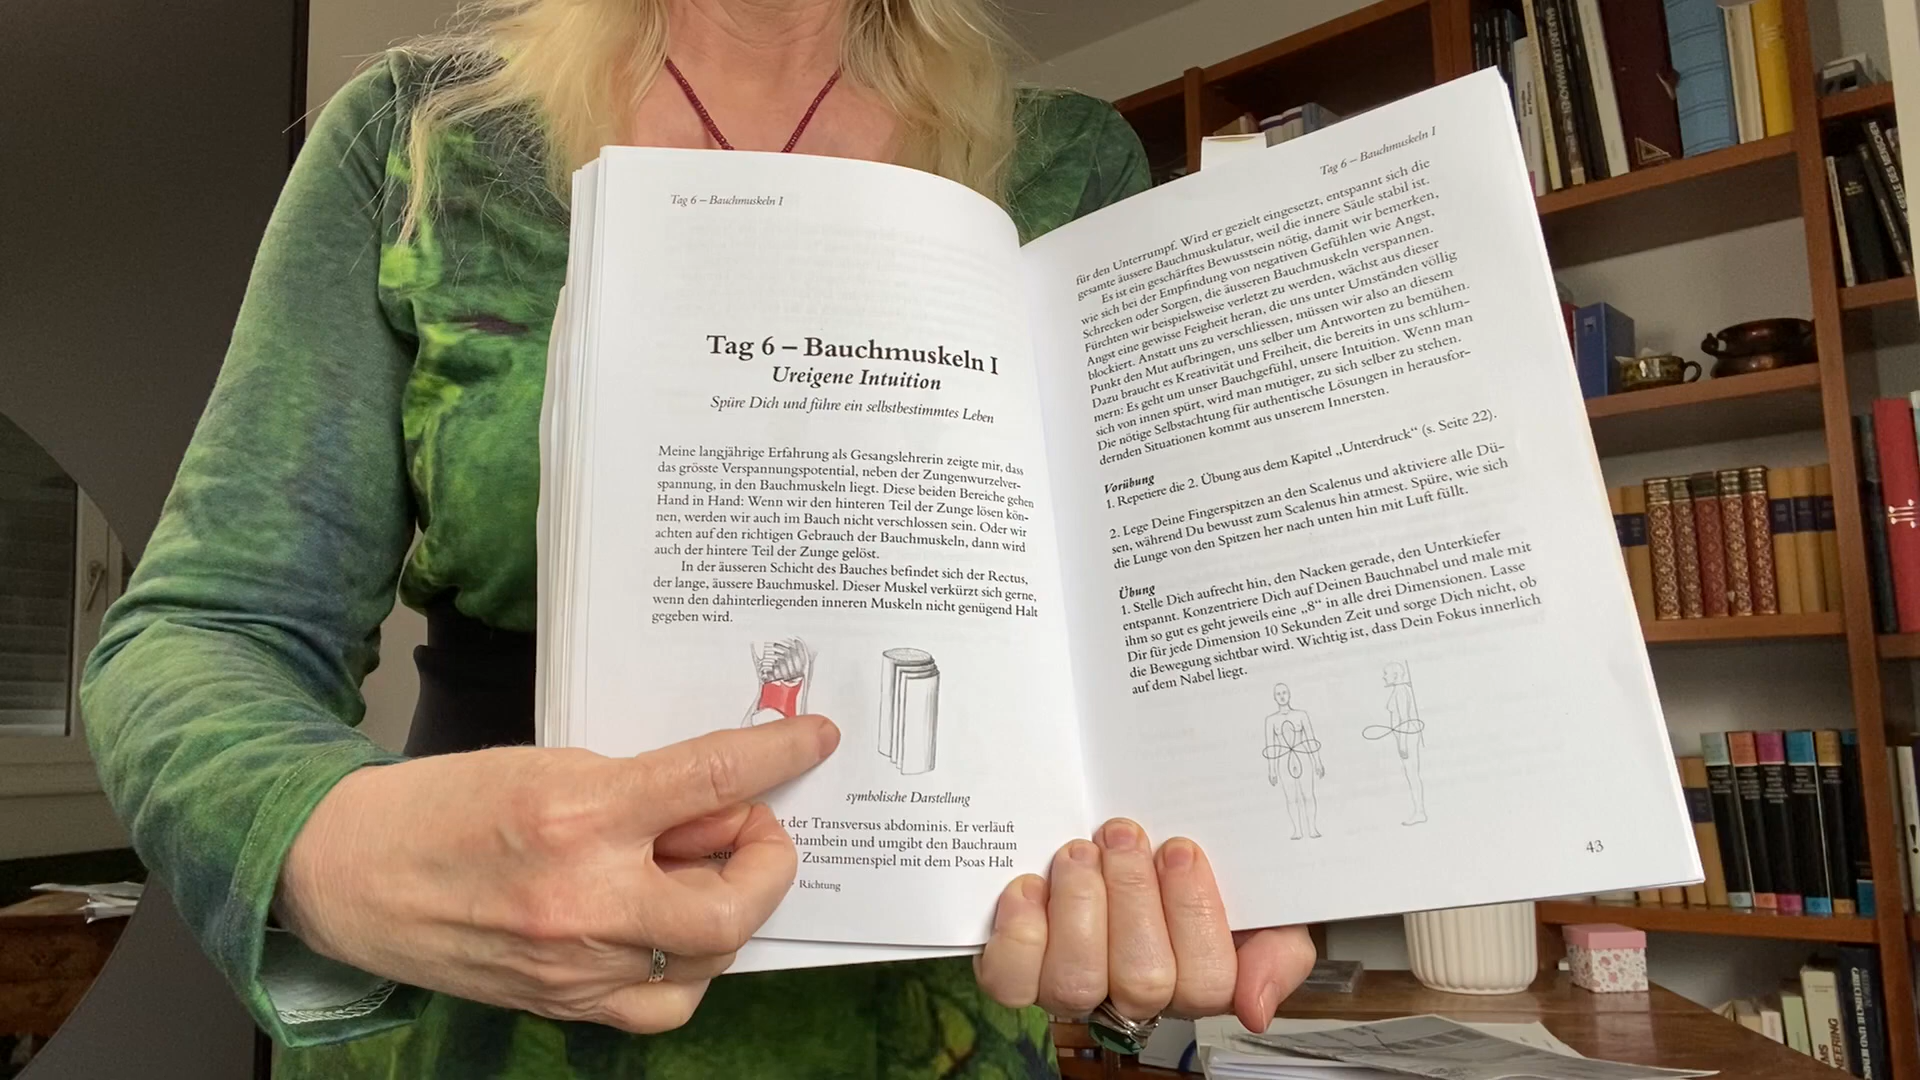 Tag 6 – Bauchmuskeln I
Tag 6 – Bauchmuskeln I
Ureigene Intuition
Spüre Dich und führe ein selbstbestimmtes Leben
Meine langjährige Erfahrung als Gesangslehrerin zeigte mir, dass
das grösste Verspannungspotential, neben der Zungenwurzelver-
spannung, in den Bauchmuskeln liegt. Diese beiden Bereiche gehen
Hand in Hand: Wenn wir den hinteren Teil der Zunge lösen kön-
nen, werden wir auch im Bauch nicht verschlossen sein. Oder wir
achten auf den richtigen Gebrauch der Bauchmuskeln, dann wird
auch der hintere Teil der Zunge gelöst.
In der äusseren Schicht des Bauches befindet sich der Rectus,
der lange, äussere Bauchmuskel. Dieser Muskel verkürzt sich gerne,
wenn den dahinterliegenden inneren Muskeln nicht genügend Halt
gegeben wird.
symbolische Darstellung
der Transversus abdominis. Er verläuft
und umgibt den Bauchraum
Zusammenspiel mit dem Psoas Halt
Richtung
Tag 6 – Bauchmuskeln I
für den Unterrumpf. Wird er gezielt eingesetzt, entspannt sich die
gesamte äussere Bauchmuskulatur, weil die innere Säule stabil ist.
Es ist ein geschärftes Bewusstsein nötig, damit wir bemerken,
wie sich bei der Empfindung von negativen Gefühlen wie Angst,
Schrecken oder Sorgen, die äusseren Bauchmuskeln verspannen.
Fürchten wir beispielsweise verletzt zu werden, wächst aus dieser
Angst eine gewisse Feigheit heran, die uns unter Umständen völlig
blockiert. Anstatt uns zu verschliessen, müssen wir also an diesem
Punkt den Mut aufbringen, uns selber um Antworten zu bemühen.
Dazu braucht es Kreativität und Freiheit, die bereits in uns schlum-
mern: Es geht um unser Bauchgefühl, unsere Intuition. Wenn man
sich von innen spürt, wird man mutiger, zu sich selber zu stehen.
Die nötige Selbstachtung für authentische Lösungen in herausfor-
dernden Situationen kommt aus unserem Innersten.
Vorübung
1. Repetiere die 2. Übung aus dem Kapitel „Unterdruck“ (s. Seite 22).
2. Lege Deine Fingerspitzen an den Scalenus und aktiviere alle Dü-
sen, während Du bewusst zum Scalenus hin atmest. Spüre, wie sich
die Lunge von den Spitzen her nach unten hin mit Luft füllt.
Übung
1. Stelle Dich aufrecht hin, den Nacken gerade, den Unterkiefer
entspannt. Konzentriere Dich auf Deinen Bauchnabel und male mit
ihm so gut es geht jeweils eine „8“ in alle drei Dimensionen. Lasse
Dir für jede Dimension 10 Sekunden Zeit und sorge Dich nicht, ob
die Bewegung sichtbar wird. Wichtig ist, dass Dein Fokus innerlich
auf dem Nabel liegt.
43